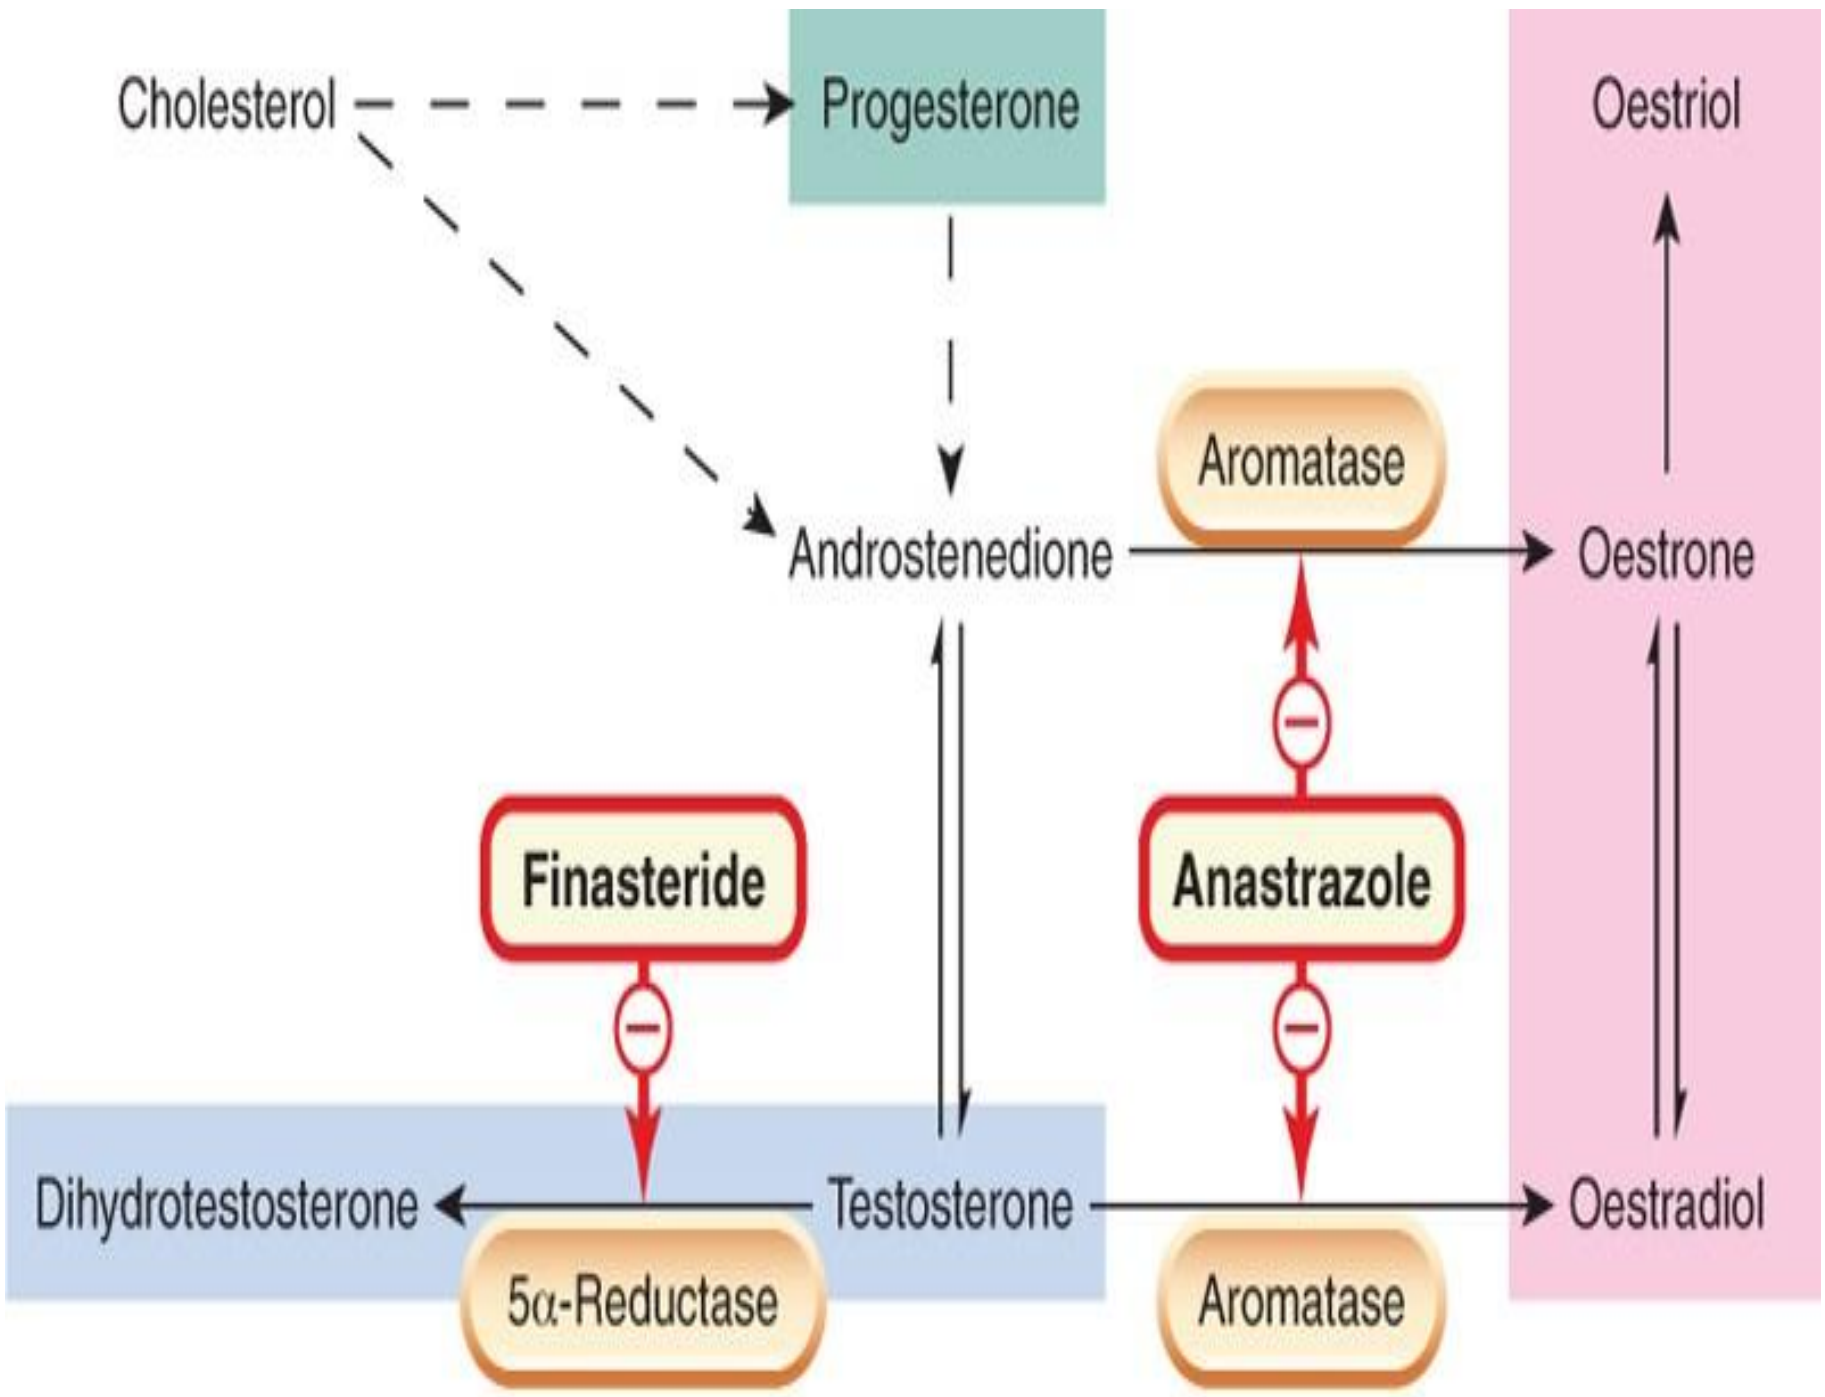 Cholesterol
Progesterone
Oestriol
Aromatase
Androstenedione
Oestrone
Finasteride
Anastrazole
Dihydrotestosterone
Testosterone
Oestradiol
5α-Reductase
Aromatase